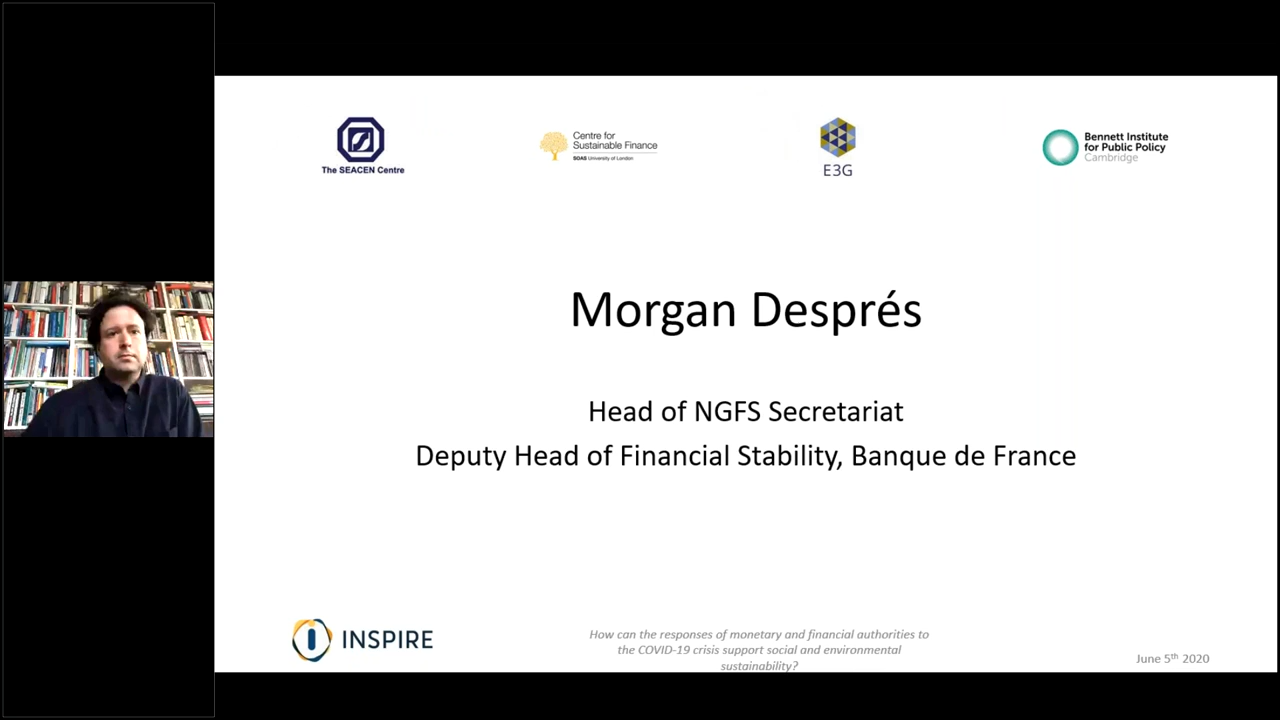 The SEACEN Centre
Centre for
Sustainable Finance
SOAS University of London
E3G
Bennett Institute
for Public Policy
Cambridge
Morgan Després
Head of NGFS Secretariat
Deputy Head of Financial Stability, Banque de France
INSPIRE
How can the responses of monetary and financial authorities to
the COVID-19 crisis support social and environmental
sustainability?
June 5th 2020